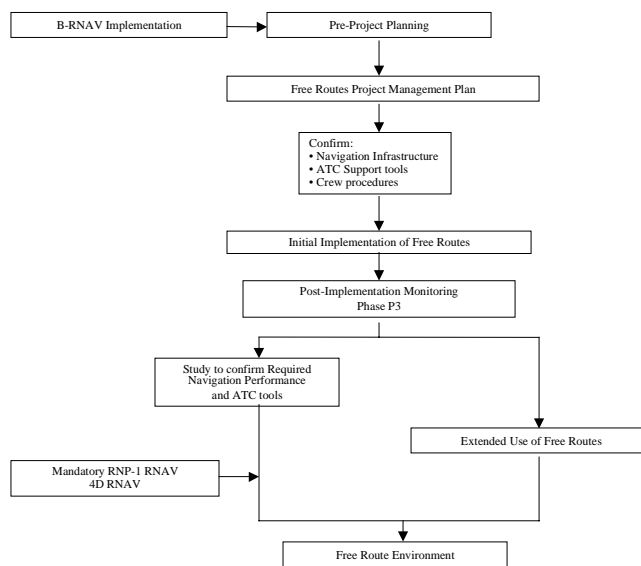 B-RNAV Implementation
Pre-Project Planning
Free Routes Project Management Plan
Confirm:
• Navigation Infrastructure
• ATC Support tools
• Crew procedures
Initial Implementation of Free Routes
Post-Implementation Monitoring
Phase P3
Study to confirm Required
Navigation Performance
and ATC tools
Extended Use of Free Routes
Mandatory RNP-1 RNAV
4D RNAV
Free Route Environment